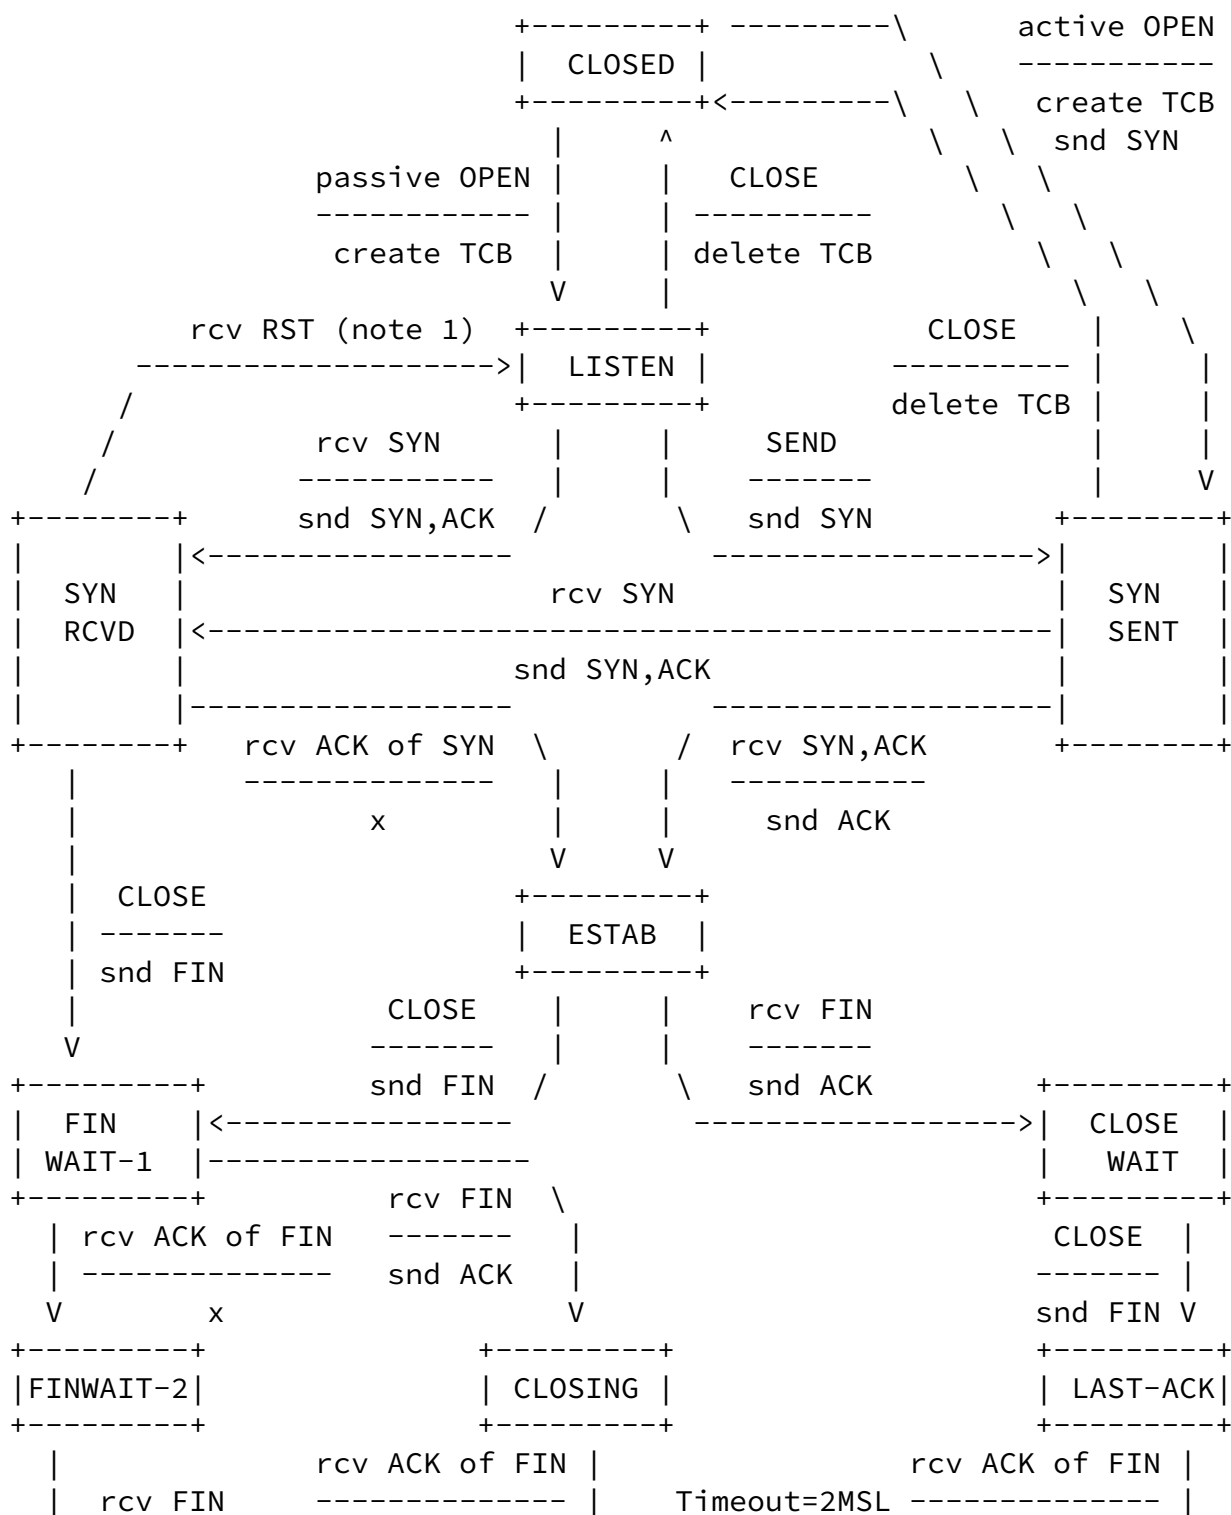 +---------+ ---------\      active OPEN
                            |  CLOSED |            \    -----------
                            +---------+<---------\   \   create TCB
                              |     ^              \   \  snd SYN
                 passive OPEN |     |   CLOSE        \   \
                 ------------ |     | ----------       \   \
                  create TCB  |     | delete TCB         \   \
                              V     |                      \   \
          rcv RST (note 1)  +---------+            CLOSE    |    \
       -------------------->|  LISTEN |          ---------- |     |
      /                     +---------+          delete TCB |     |
     /           rcv SYN      |     |     SEND              |     |
    /           -----------   |     |    -------            |     V
+--------+      snd SYN,ACK  /       \   snd SYN          +--------+
|        |<-----------------           ------------------>|        |
|  SYN   |                    rcv SYN                     |  SYN   |
|  RCVD  |<-----------------------------------------------|  SENT  |
|        |                  snd SYN,ACK                   |        |
|        |------------------           -------------------|        |
+--------+   rcv ACK of SYN  \       /  rcv SYN,ACK       +--------+
   |         --------------   |     |   -----------
   |                x         |     |     snd ACK
   |                          V     V
   |  CLOSE                 +---------+
   | -------                |  ESTAB  |
   | snd FIN                +---------+
   |                 CLOSE    |     |    rcv FIN
   V                -------   |     |    -------
+---------+         snd FIN  /       \   snd ACK         +---------+
|  FIN    |<----------------          ------------------>|  CLOSE  |
| WAIT-1  |------------------                            |   WAIT  |
+---------+          rcv FIN  \                          +---------+
  | rcv ACK of FIN   -------   |                          CLOSE  |
  | --------------   snd ACK   |                         ------- |
  V        x                   V                         snd FIN V
+---------+               +---------+                    +---------+
|FINWAIT-2|               | CLOSING |                    | LAST-ACK|
+---------+               +---------+                    +---------+
  |              rcv ACK of FIN |                 rcv ACK of FIN |
  |  rcv FIN     -------------- |    Timeout=2MSL -------------- |